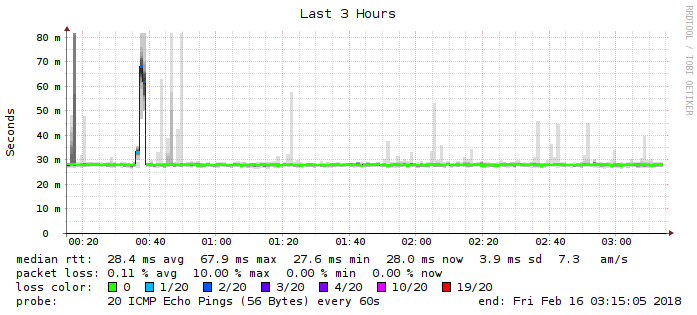 Last 3 Hours
RRDTOOL / TOBI OETIKER
Seconds
80 m
70 m
60 m
50 m
40 m
30 m
20 m
10 m
0
00:20 00:40 01:00 01:20 01:40 02:00 02:20 02:40 03:00
median rtt: 28.4 ms avg 67.9 ms max 27.6 ms min 28.0 ms now 3.9 ms sd 7.3 am/s
packet loss: 0.11 % avg 10.00 % max 0.00 % min 0.00 % now
loss color: 0 1/20 2/20 3/20 4/20 10/20 19/20
probe: 20 ICMP Echo Pings (56 Bytes) every 60s end: Fri Feb 16 03:15:05 2018